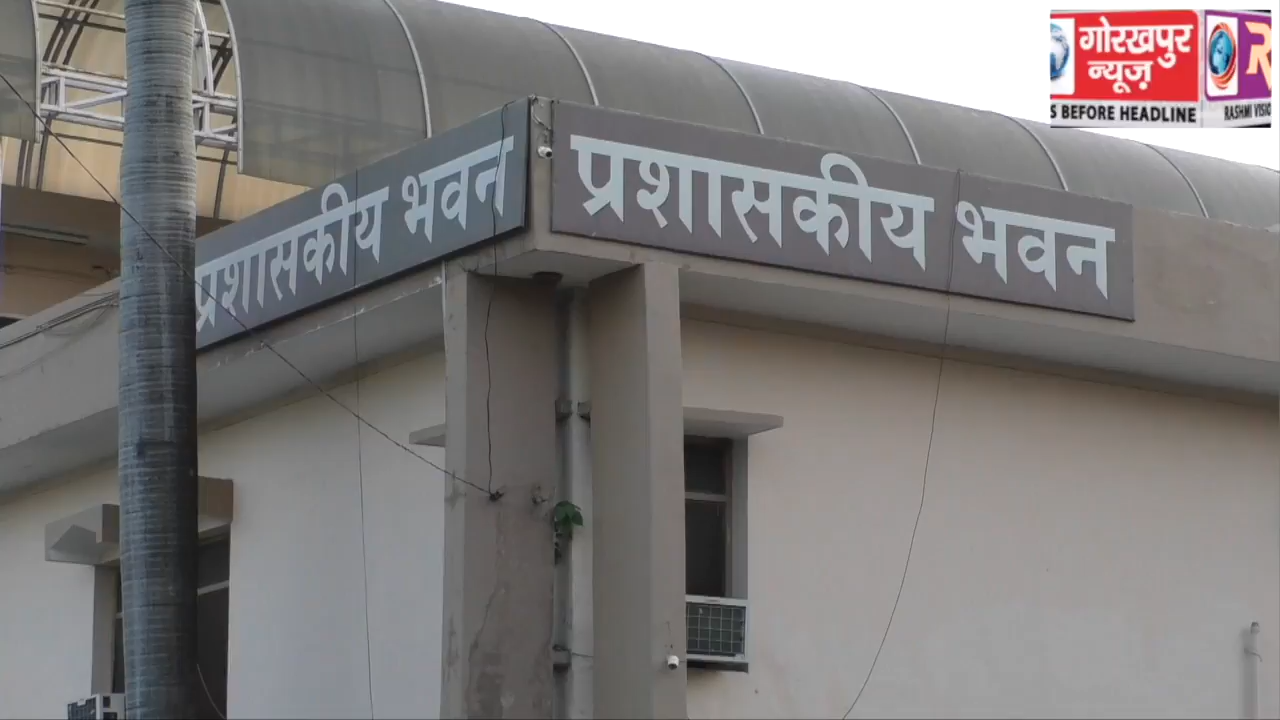 प्रशासकीय भवन
प्रशासकीय भवन
गोरखपुर
न्यूज़
S BEFORE HEADLINE
R
RASHMI VISIO